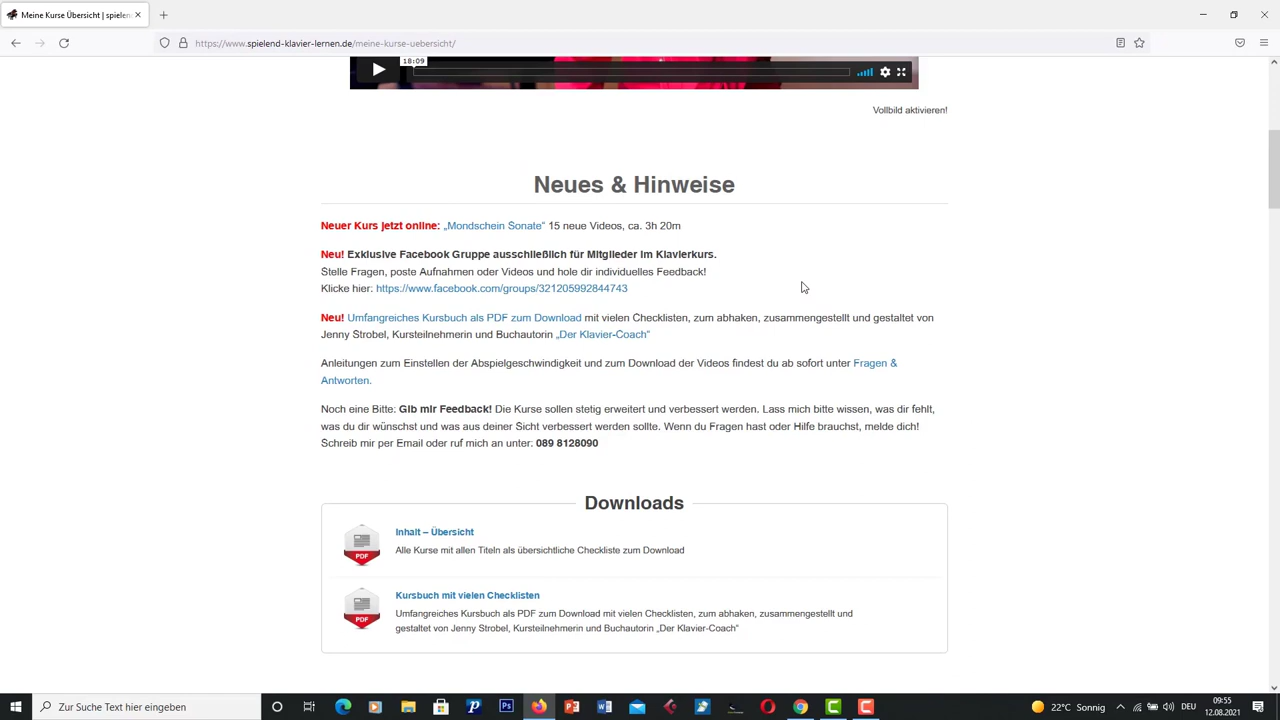 Meine Kurse Übersicht | spielen
https://www.spielend-klavier-lernen.de/meine-kurse-uebersicht/
18:09
Vollbild aktivieren!
Neues & Hinweise
Neuer Kurs jetzt online: „Mondschein Sonate“ 15 neue Videos, ca. 3h 20m
Neu! Exklusive Facebook Gruppe ausschließlich für Mitglieder im Klavierkurs.
Stelle Fragen, poste Aufnahmen oder Videos und hole dir individuelles Feedback!
Klicke hier: https://www.facebook.com/groups/321205992844743
Neu! Umfangreiches Kursbuch als PDF zum Download mit vielen Checklisten, zum abhaken, zusammengestellt und gestaltet von
Jenny Strobel, Kursteilnehmerin und Buchautorin „Der Klavier-Coach“
Anleitungen zum Einstellen der Abspielgeschwindigkeit und zum Download der Videos findest du ab sofort unter Fragen &
Antworten.
Noch eine Bitte: Gib mir Feedback! Die Kurse sollen stetig erweitert und verbessert werden. Lass mich bitte wissen, was dir fehlt,
was du dir wünschst und was aus deiner Sicht verbessert werden sollte. Wenn du Fragen hast oder Hilfe brauchst, melde dich!
Schreib mir per Email oder ruf mich an unter: 089 8128090
Downloads
PDF
Inhalt – Übersicht
Alle Kurse mit allen Titeln als übersichtliche Checkliste zum Download
PDF
Kursbuch mit vielen Checklisten
Umfangreiches Kursbuch als PDF zum Download mit vielen Checklisten, zum abhaken, zusammengestellt und
gestaltet von Jenny Strobel, Kursteilnehmerin und Buchautorin „Der Klavier-Coach“
Zur Suche Text hier eingeben
22°C Sonnig
DEU
09:55
12.08.2021